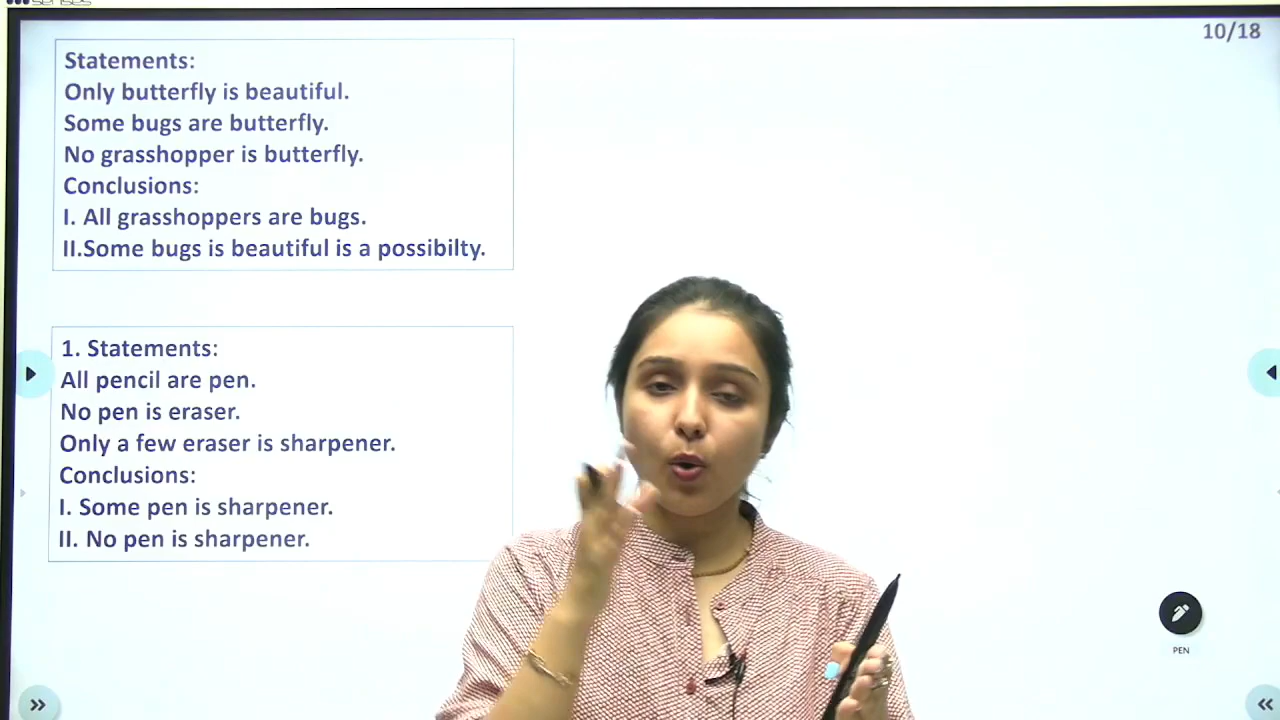 10/18
Statements:
Only butterfly is beautiful.
Some bugs are butterfly.
No grasshopper is butterfly.
Conclusions:
I. All grasshoppers are bugs.
II.Some bugs is beautiful is a possibilty.
1. Statements:
All pencil are pen.
No pen is eraser.
Only a few eraser is sharpener.
Conclusions:
I. Some pen is sharpener.
II. No pen is sharpener.
PEN